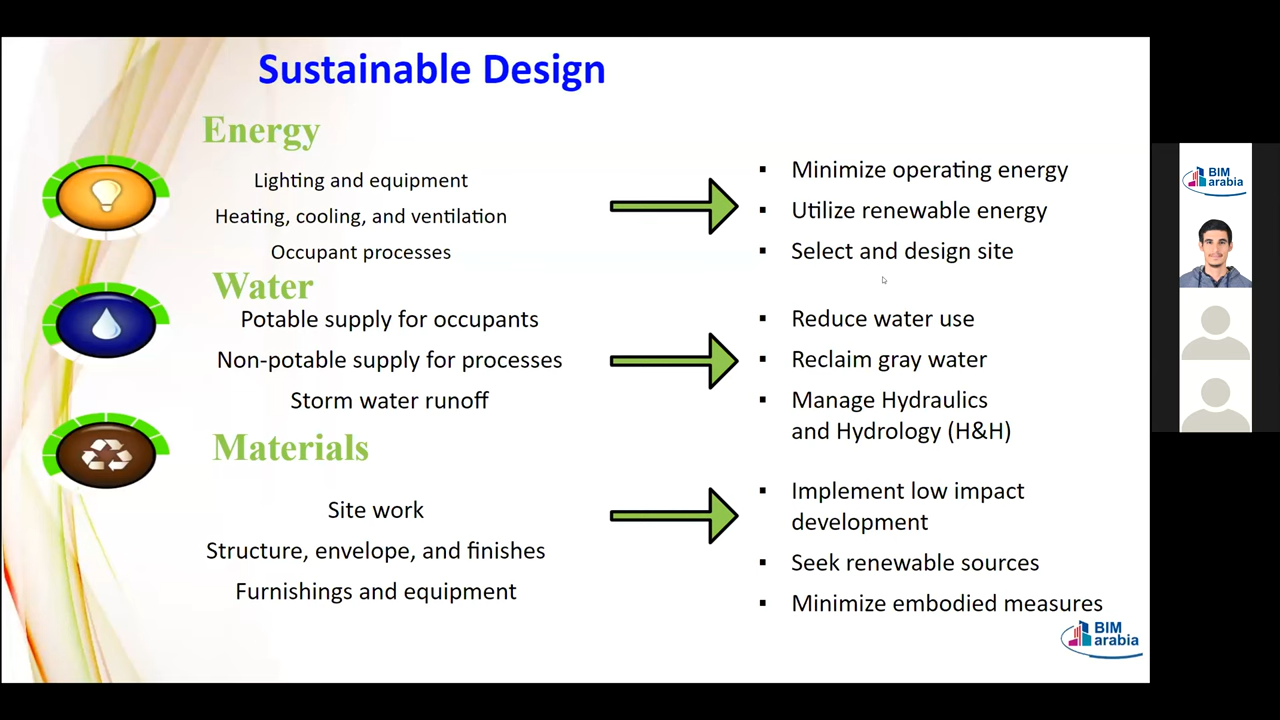 Sustainable Design
Energy
Lighting and equipment
Heating, cooling, and ventilation
Occupant processes
Minimize operating energy
Utilize renewable energy
Select and design site
Water
Potable supply for occupants
Non-potable supply for processes
Storm water runoff
Reduce water use
Reclaim gray water
Manage Hydraulics
and Hydrology (H&H)
Materials
Site work
Structure, envelope, and finishes
Furnishings and equipment
Implement low impact
development
Seek renewable sources
Minimize embodied measures
BIM
arabia
BIM
arabia